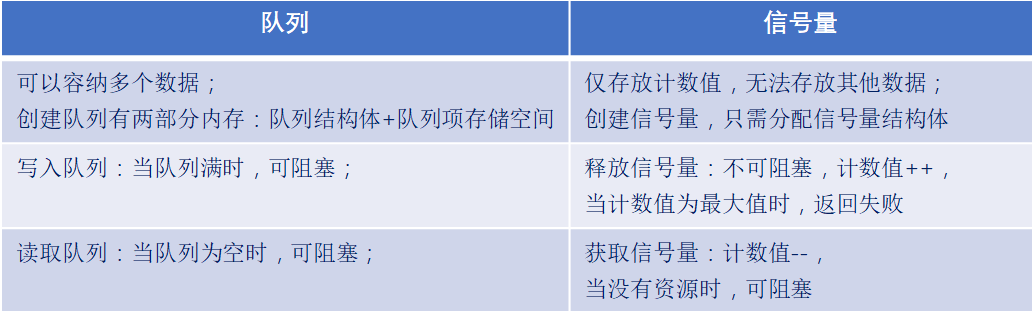 队列
信号量
可以容纳多个数据；
创建队列有两部分内存：队列结构体+队列项存储空间
仅存放计数值，无法存放其他数据；
创建信号量，只需分配信号量结构体
写入队列：当队列满时，可阻塞；
释放信号量：不可阻塞，计数值++，
当计数值为最大值时，返回失败
读取队列：当队列为空时，可阻塞；
获取信号量：计数值--，
当没有资源时，可阻塞